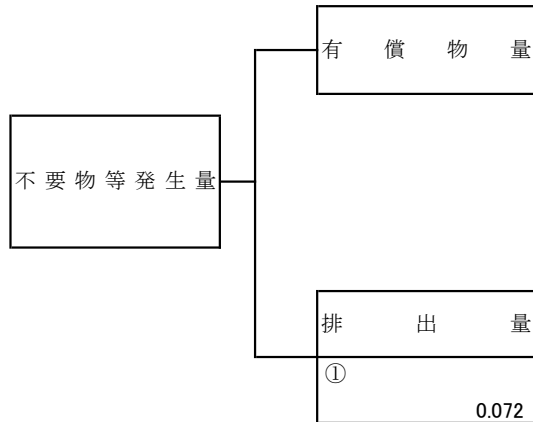 有償物量
不要物等発生量
排出量
①
0.072